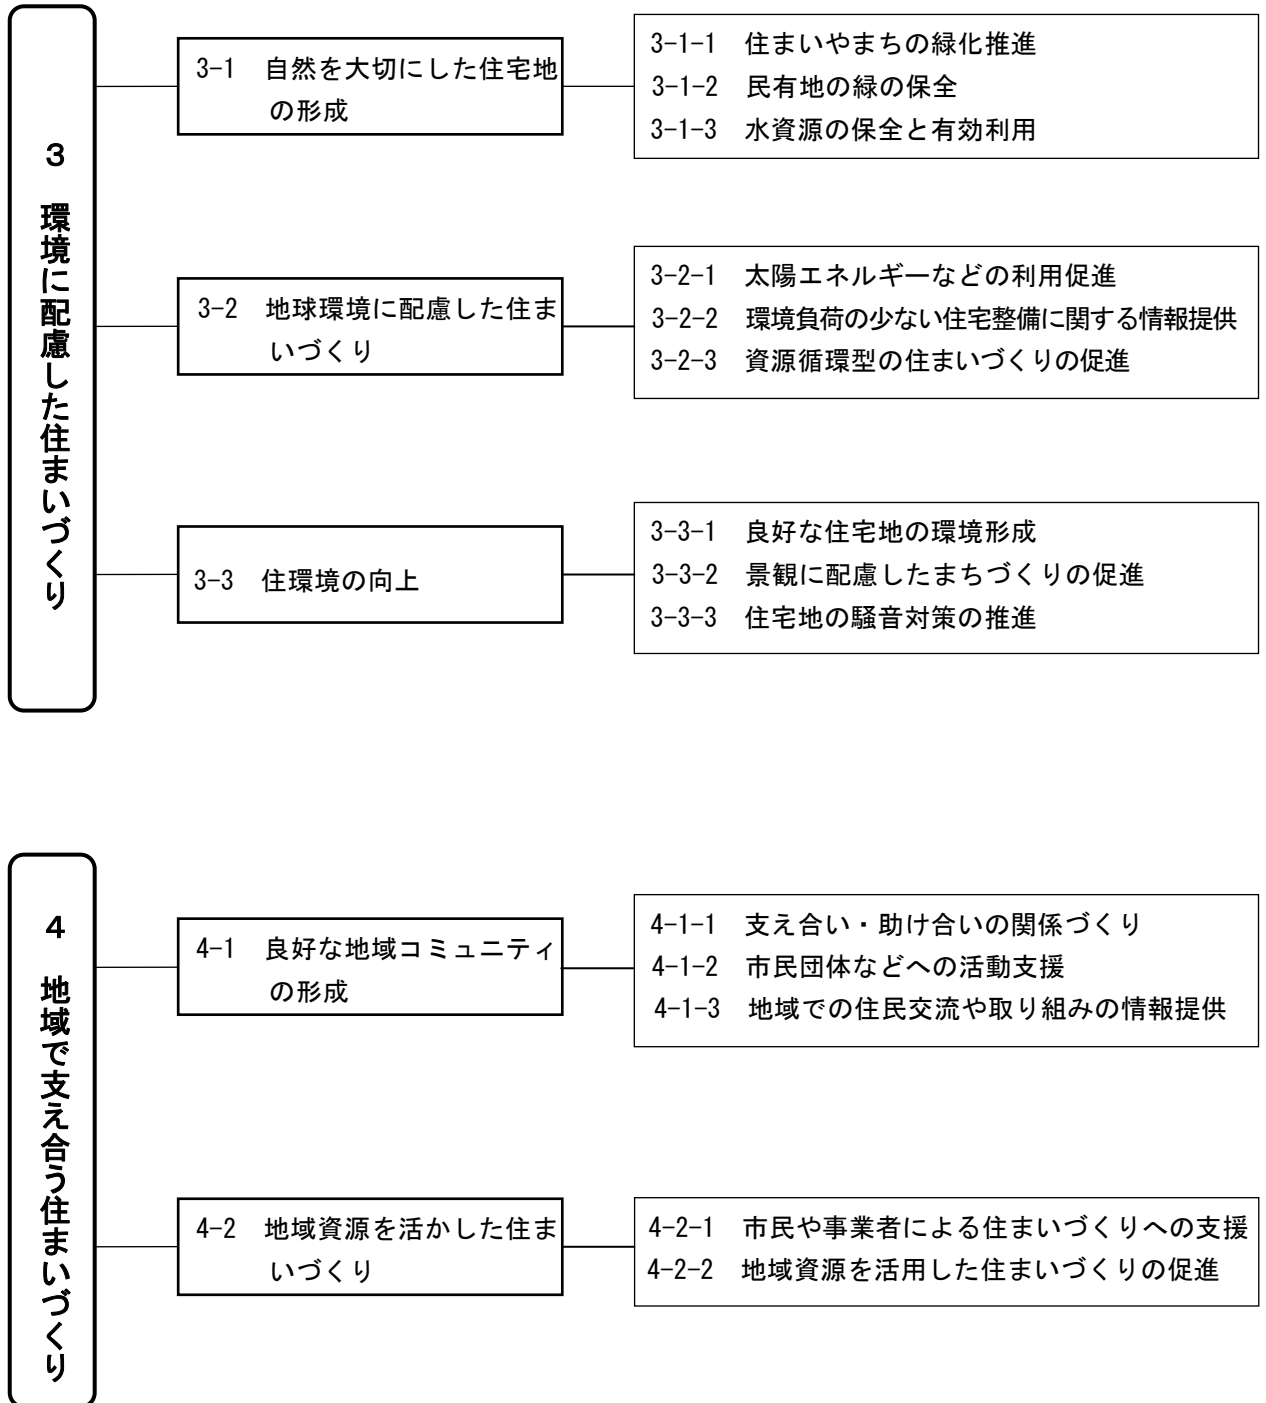 3 環境に配慮した住まいづくり
3-1 自然を大切にした住宅地
の形成
3-1-1 住まいやまちの緑化推進
3-1-2 民有地の緑の保全
3-1-3 水資源の保全と有効利用
3-2 地球環境に配慮した住ま
いづくり
3-2-1 太陽エネルギーなどの利用促進
3-2-2 環境負荷の少ない住宅整備に関する情報提供
3-2-3 資源循環型の住まいづくりの促進
3-3 住環境の向上
3-3-1 良好な住宅地の環境形成
3-3-2 景観に配慮したまちづくりの促進
3-3-3 住宅地の騒音対策の推進
4 地域で支え合う住まいづくり
4-1 良好な地域コミュニティ
の形成
4-1-1 支え合い・助け合いの関係づくり
4-1-2 市民団体などへの活動支援
4-1-3 地域での住民交流や取り組みの情報提供
4-2 地域資源を活かした住ま
いづくり
4-2-1 市民や事業者による住まいづくりへの支援
4-2-2 地域資源を活用した住まいづくりの促進